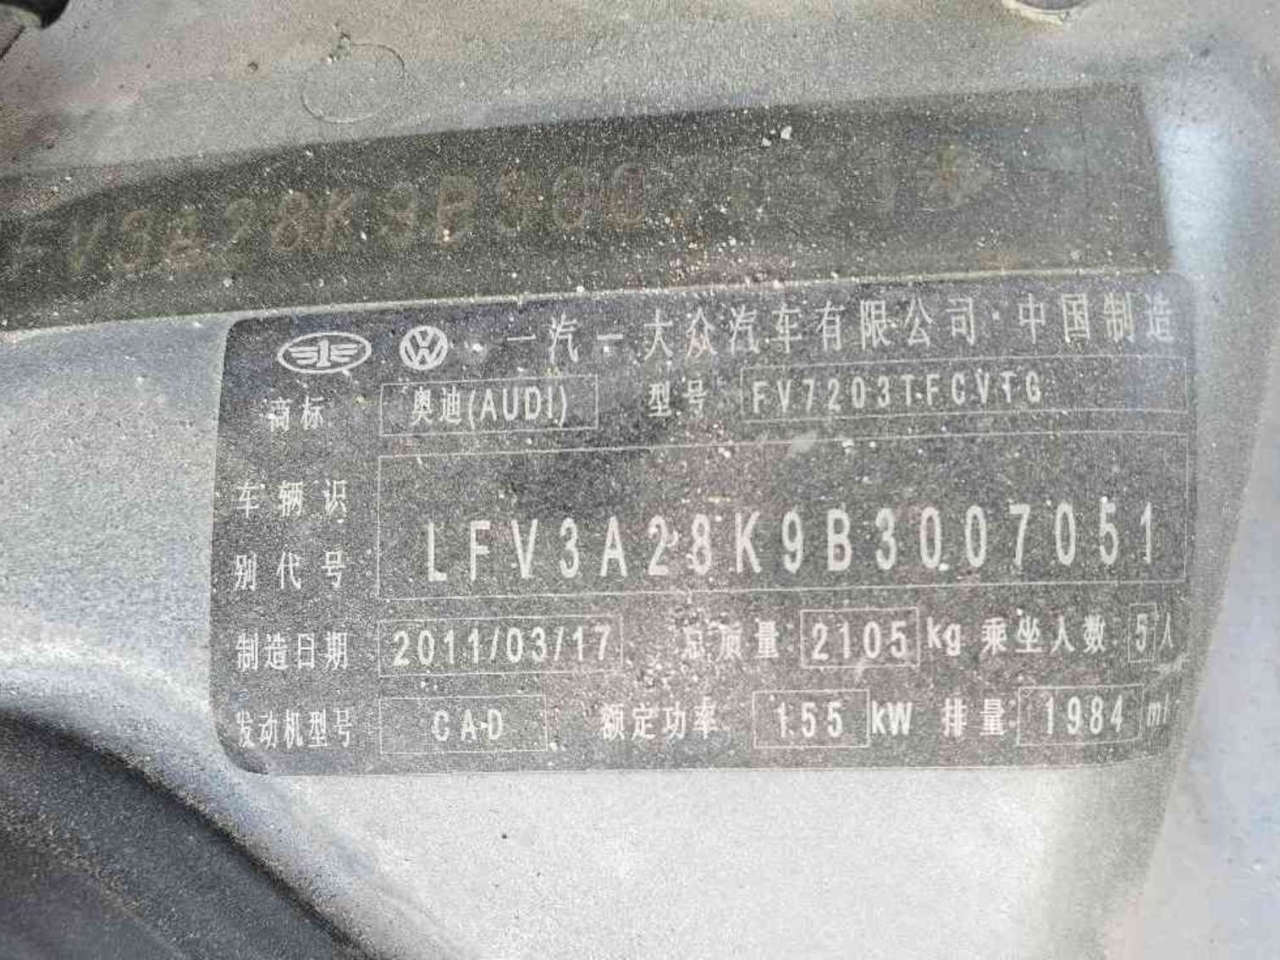 FV3A28K9B3007051*
一汽一大众汽车有限公司·中国制造
商标 奥迪(AUDI) 型号 FV7203TFCVTG
车辆识别代号 LFV3A28K9B3007051
制造日期 2011/03/17 总质量 2105 kg 乘坐人数 5 人
发动机型号 CAD 额定功率 155 kW 排量 1984 ml